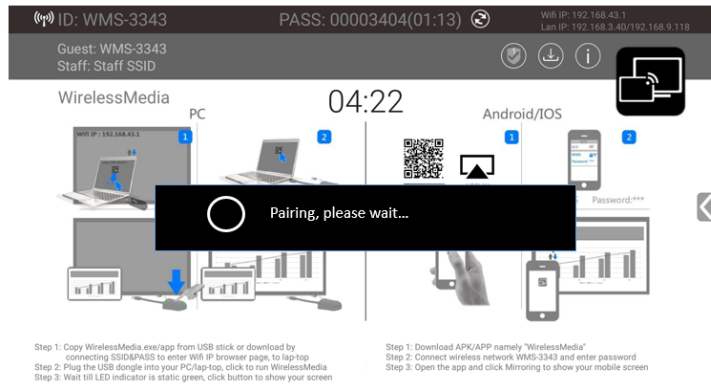 ID: WMS-3343
PASS: 00003404(01:13)
Wifi IP: 192.168.43.1
Lan IP: 192.168.3.40/192.168.9.118
Guest: WMS-3343
Staff: Staff SSID
WirelessMedia
04:22
PC
Android/IOS
Wifi IP : 192.168.43.1
1
2
1
2
Pairing, please wait...
Password:***
Step 1: Copy WirelessMedia.exe/app from USB stick or download by
connecting SSID&PASS to enter Wifi IP browser page, to lap-top
Step 2: Plug the USB dongle into your PC/lap-top, click to run WirelessMedia
Step 3: Wait till LED indicator is static green, click button to show your screen
Step 1: Download APK/APP namely "WirelessMedia"
Step 2: Connect wireless network WMS-3343 and enter password
Step 3: Open the app and click Mirroring to show your mobile screen